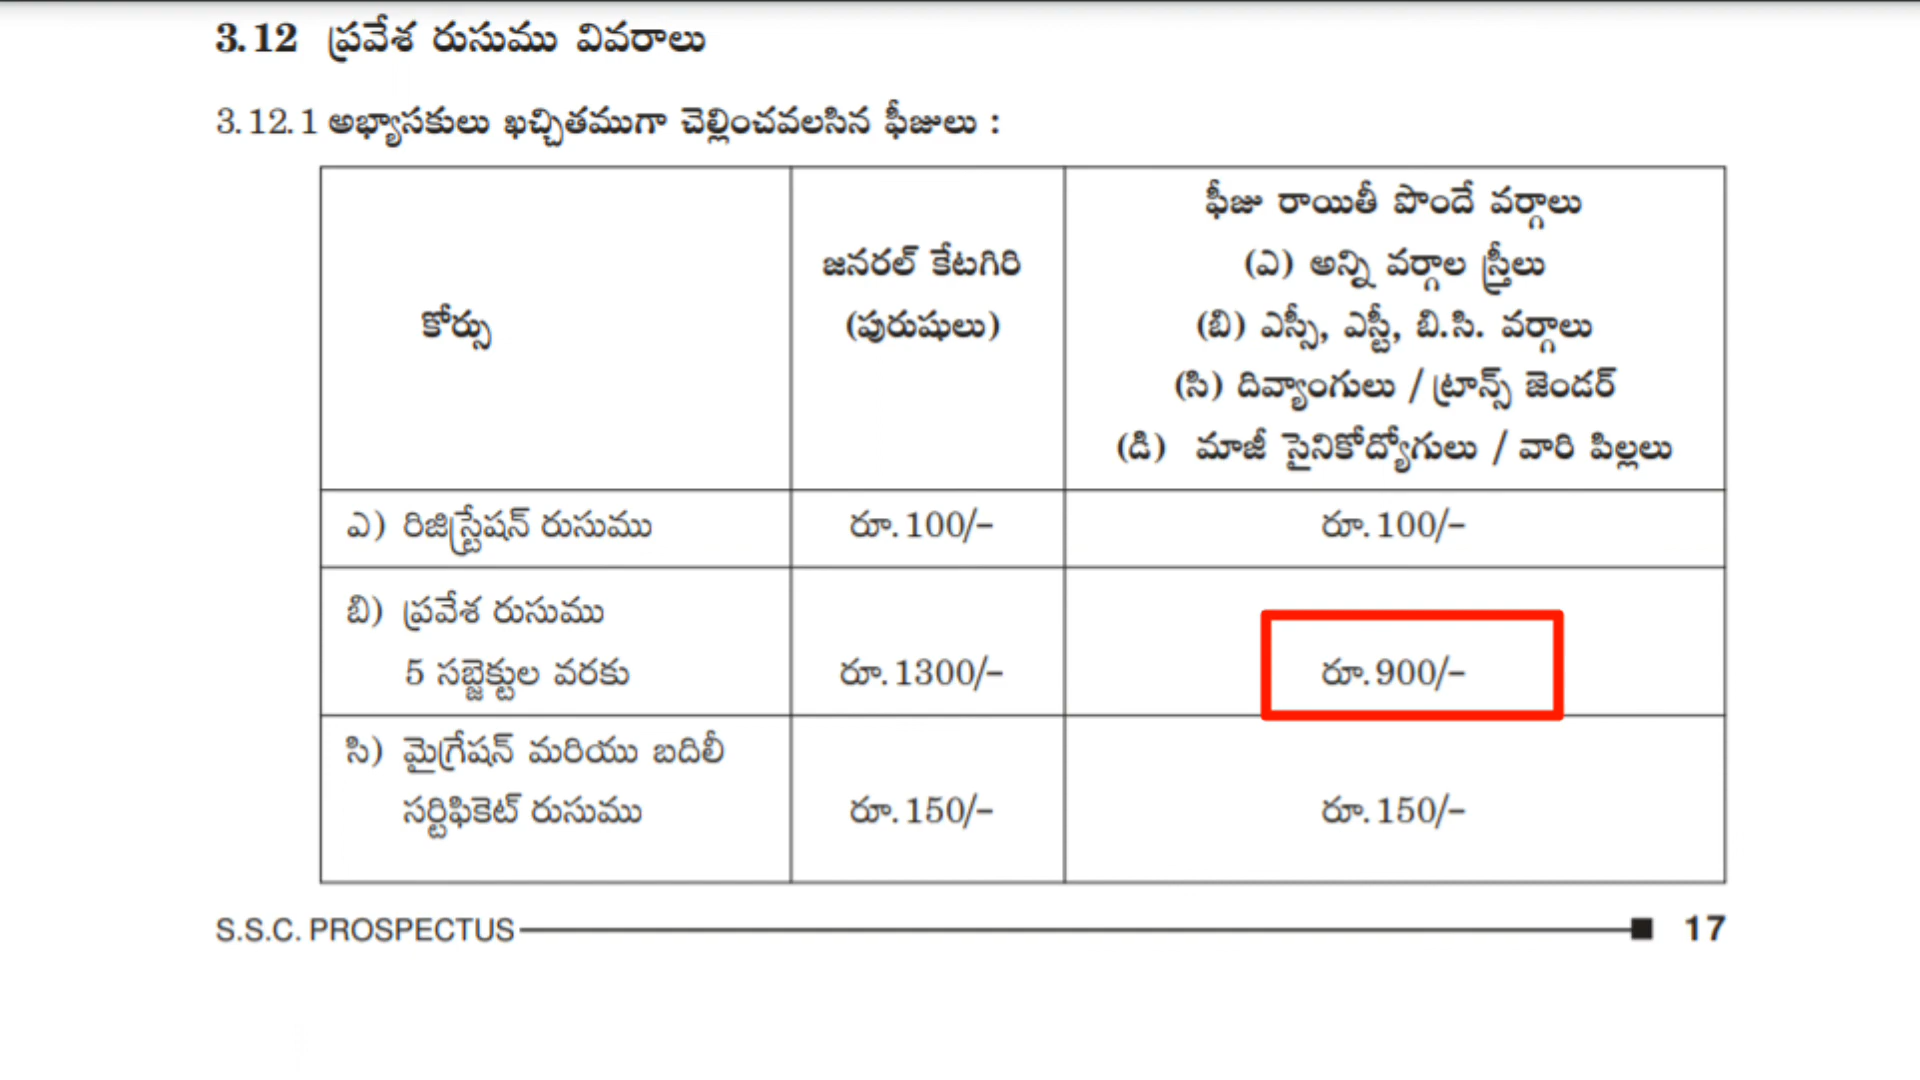 3.12 ప్రవేశ రుసుము వివరాలు
3.12.1 అభ్యాసకులు ఖచ్చితముగా చెల్లించవలసిన ఫీజులు :
కోర్సు
జనరల్ కేటగిరి
(పురుషులు)
ఫీజు రాయితీ పొందే వర్గాలు
(ఎ) అన్ని వర్గాల స్త్రీలు
(బి) ఎస్సీ, ఎస్టీ, బి.సి. వర్గాలు
(సి) దివ్యాంగులు / ట్రాన్స్ జెండర్
(డి) మాజీ సైనికోద్యోగులు / వారి పిల్లలు
ఎ) రిజిస్ట్రేషన్ రుసుము రూ.100/- రూ.100/-
బి) ప్రవేశ రుసుము
5 సబ్జెక్టుల వరకు రూ.1300/- రూ.900/-
సి) మైగ్రేషన్ మరియు బదిలీ
సర్టిఫికెట్ రుసుము రూ.150/- రూ.150/-
S.S.C. PROSPECTUS 17